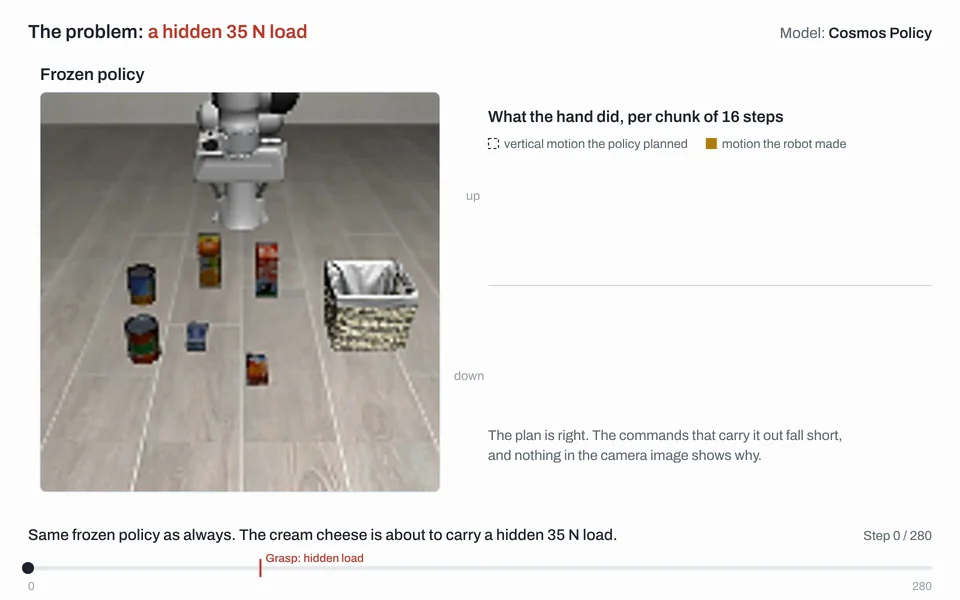 The problem: a hidden 35 N load
Model: Cosmos Policy
Frozen policy
What the hand did, per chunk of 16 steps
vertical motion the policy planned
motion the robot made
up
down
The plan is right. The commands that carry it out fall short,
and nothing in the camera image shows why.
Same frozen policy as always. The cream cheese is about to carry a hidden 35 N load.
Step 0 / 280
Grasp: hidden load
0
280